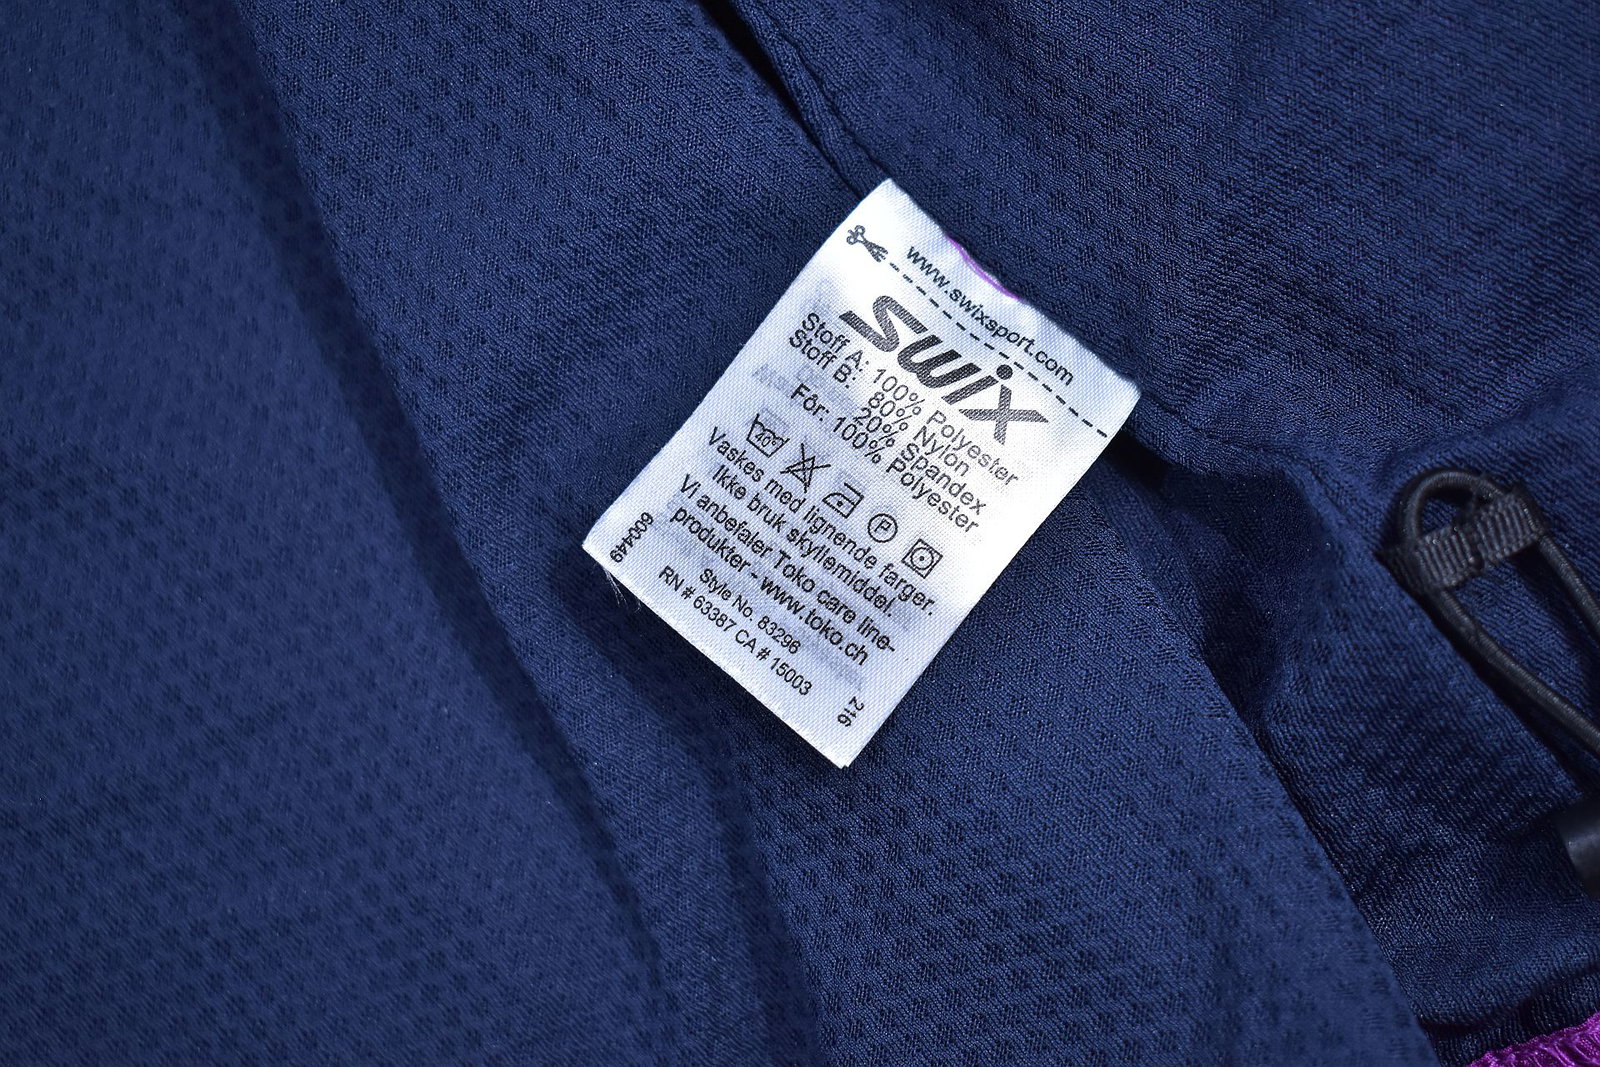 www.swixsport.com
swix
Stoff A: 100% Polyester
Stoff B: 80% Nylon
20% Spandex
Fôr: 100% Polyester
40°
P
Vaskes med lignende farger.
Ikke bruk skyllemiddel.
Vi anbefaler Toko care line-
produkter - www.toko.ch
Style No. 83296
RN # 63387 CA # 15003
600449